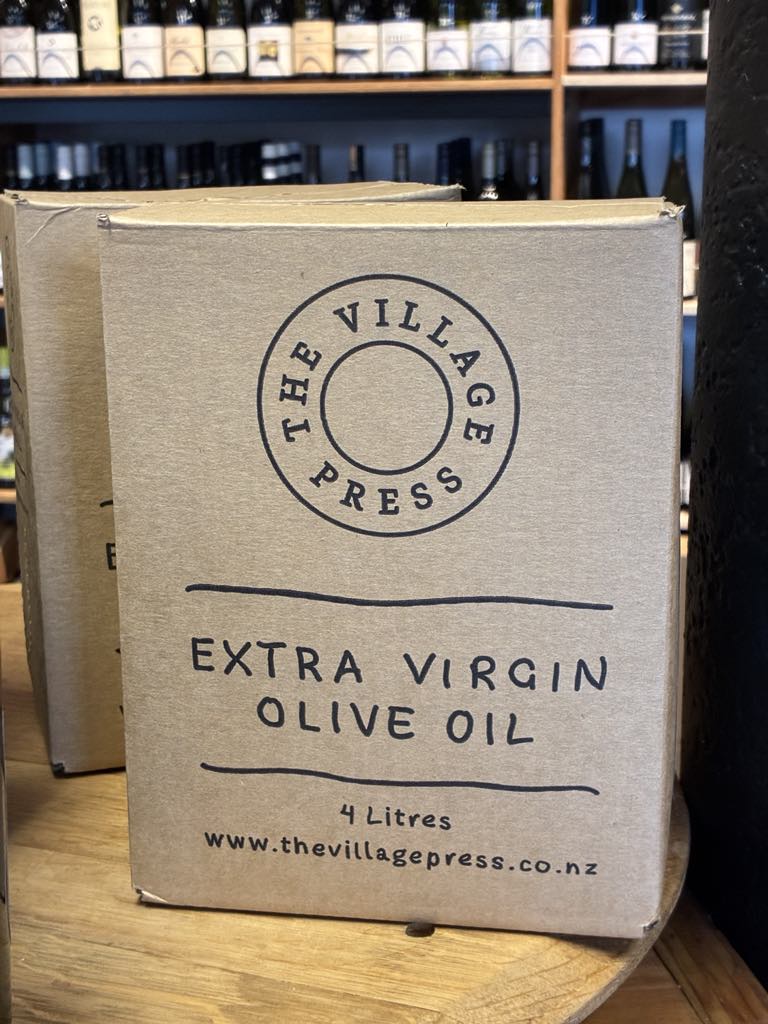 THE VILLAGE
PRESS
EXTRA VIRGIN
OLIVE OIL
4 Litres
www.thevillagepress.co.nz